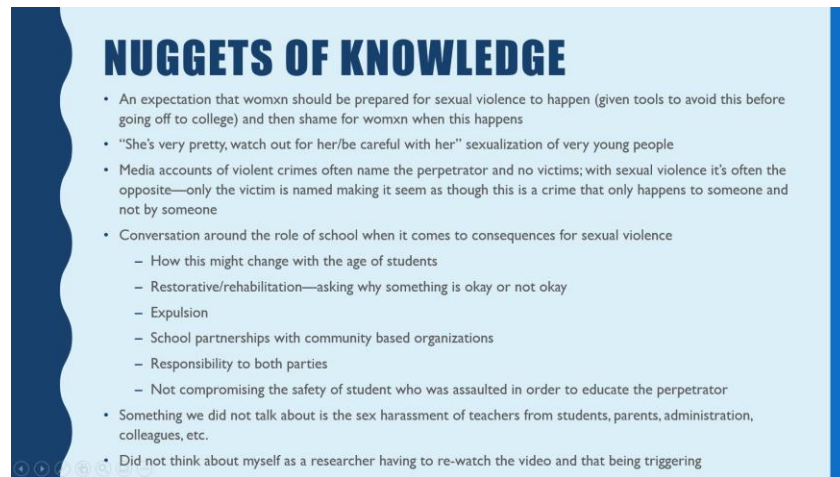 NUGGETS OF KNOWLEDGE
• An expectation that womxn should be prepared for sexual violence to happen (given tools to avoid this before
going off to college) and then shame for womxn when this happens
• “She’s very pretty, watch out for her/be careful with her” sexualization of very young people
• Media accounts of violent crimes often name the perpetrator and no victims; with sexual violence it’s often the
opposite—only the victim is named making it seem as though this is a crime that only happens to someone and
not by someone
• Conversation around the role of school when it comes to consequences for sexual violence
– How this might change with the age of students
– Restorative/rehabilitation—asking why something is okay or not okay
– Expulsion
– School partnerships with community based organizations
– Responsibility to both parties
– Not compromising the safety of student who was assaulted in order to educate the perpetrator
• Something we did not talk about is the sex harassment of teachers from students, parents, administration,
colleagues, etc.
• Did not think about myself as a researcher having to re-watch the video and that being triggering